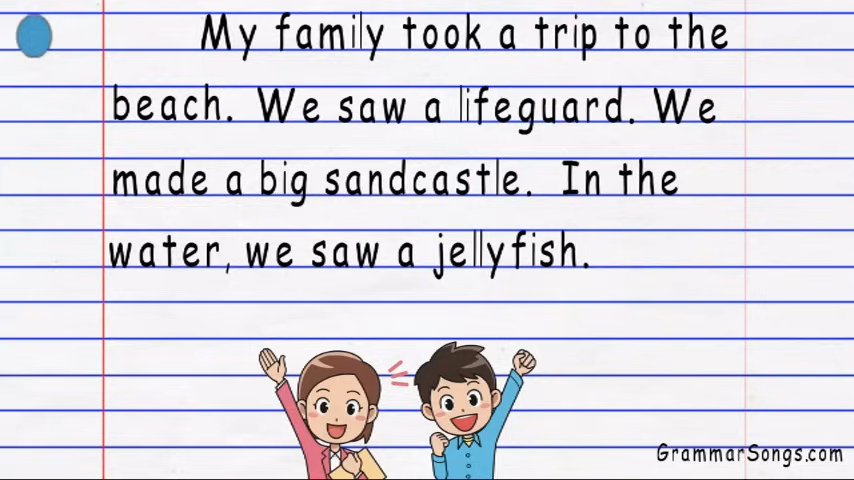 My family took a trip to the
beach. We saw a lifeguard. We
made a big sandcastle. In the
water, we saw a jellyfish.
GrammarSongs.com